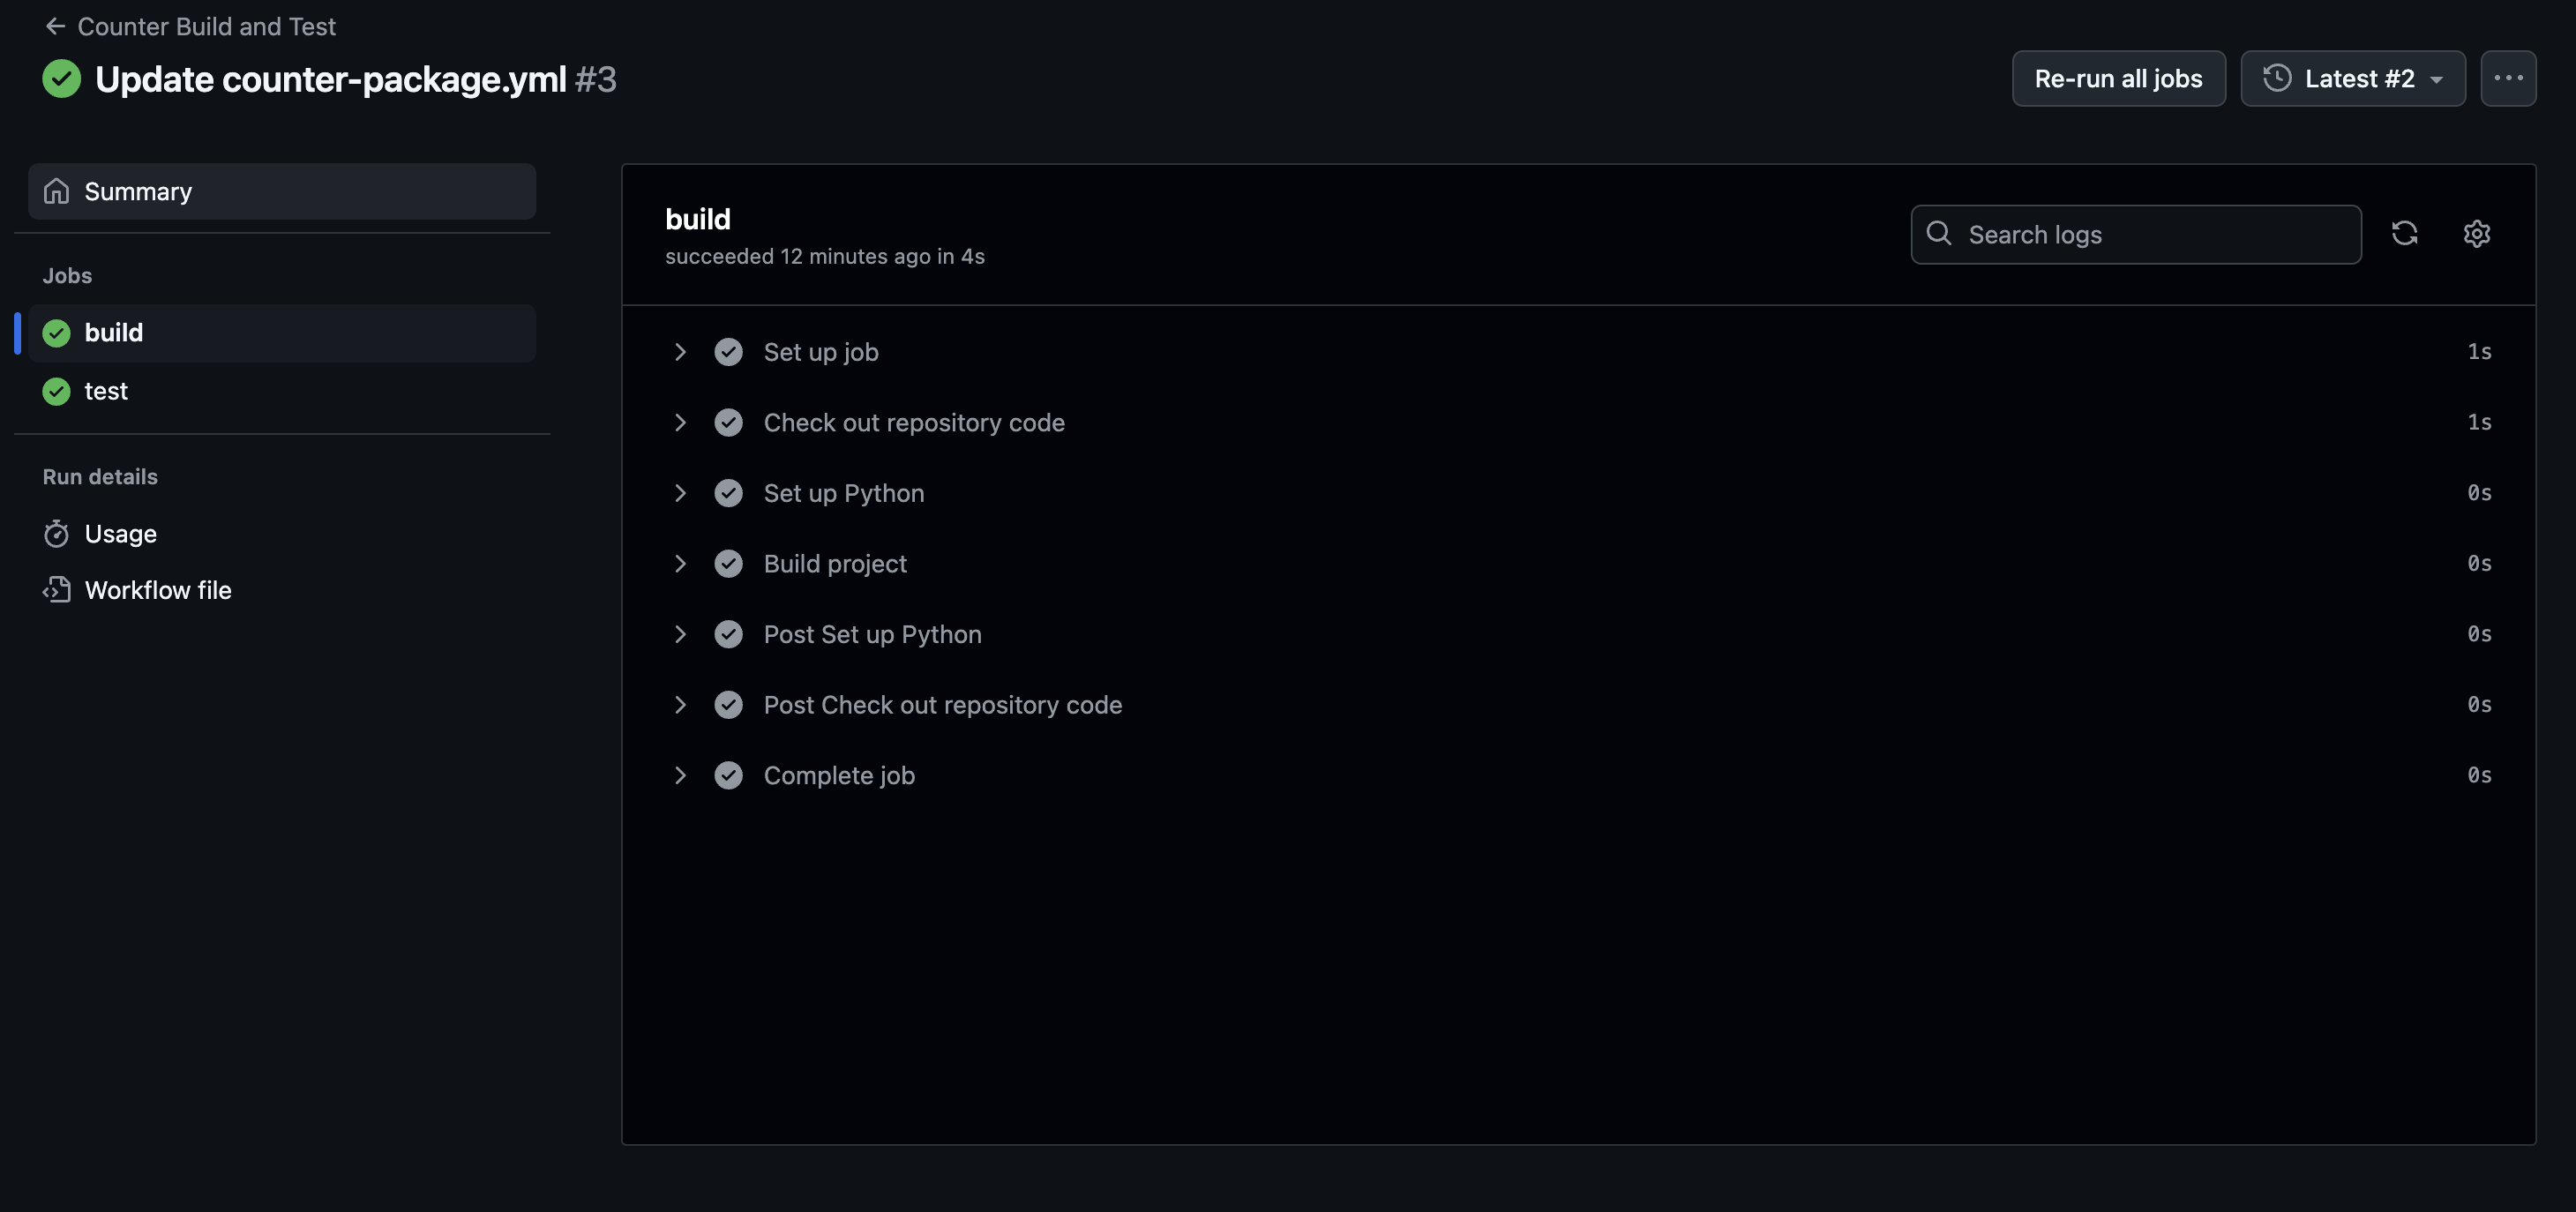 Counter Build and Test
Update counter-package.yml #3
Re-run all jobs
Latest #2
Summary
Jobs
build
test
Run details
Usage
Workflow file
build
succeeded 12 minutes ago in 4s
Search logs
Set up job 1s
Check out repository code 1s
Set up Python 0s
Build project 0s
Post Set up Python 0s
Post Check out repository code 0s
Complete job 0s